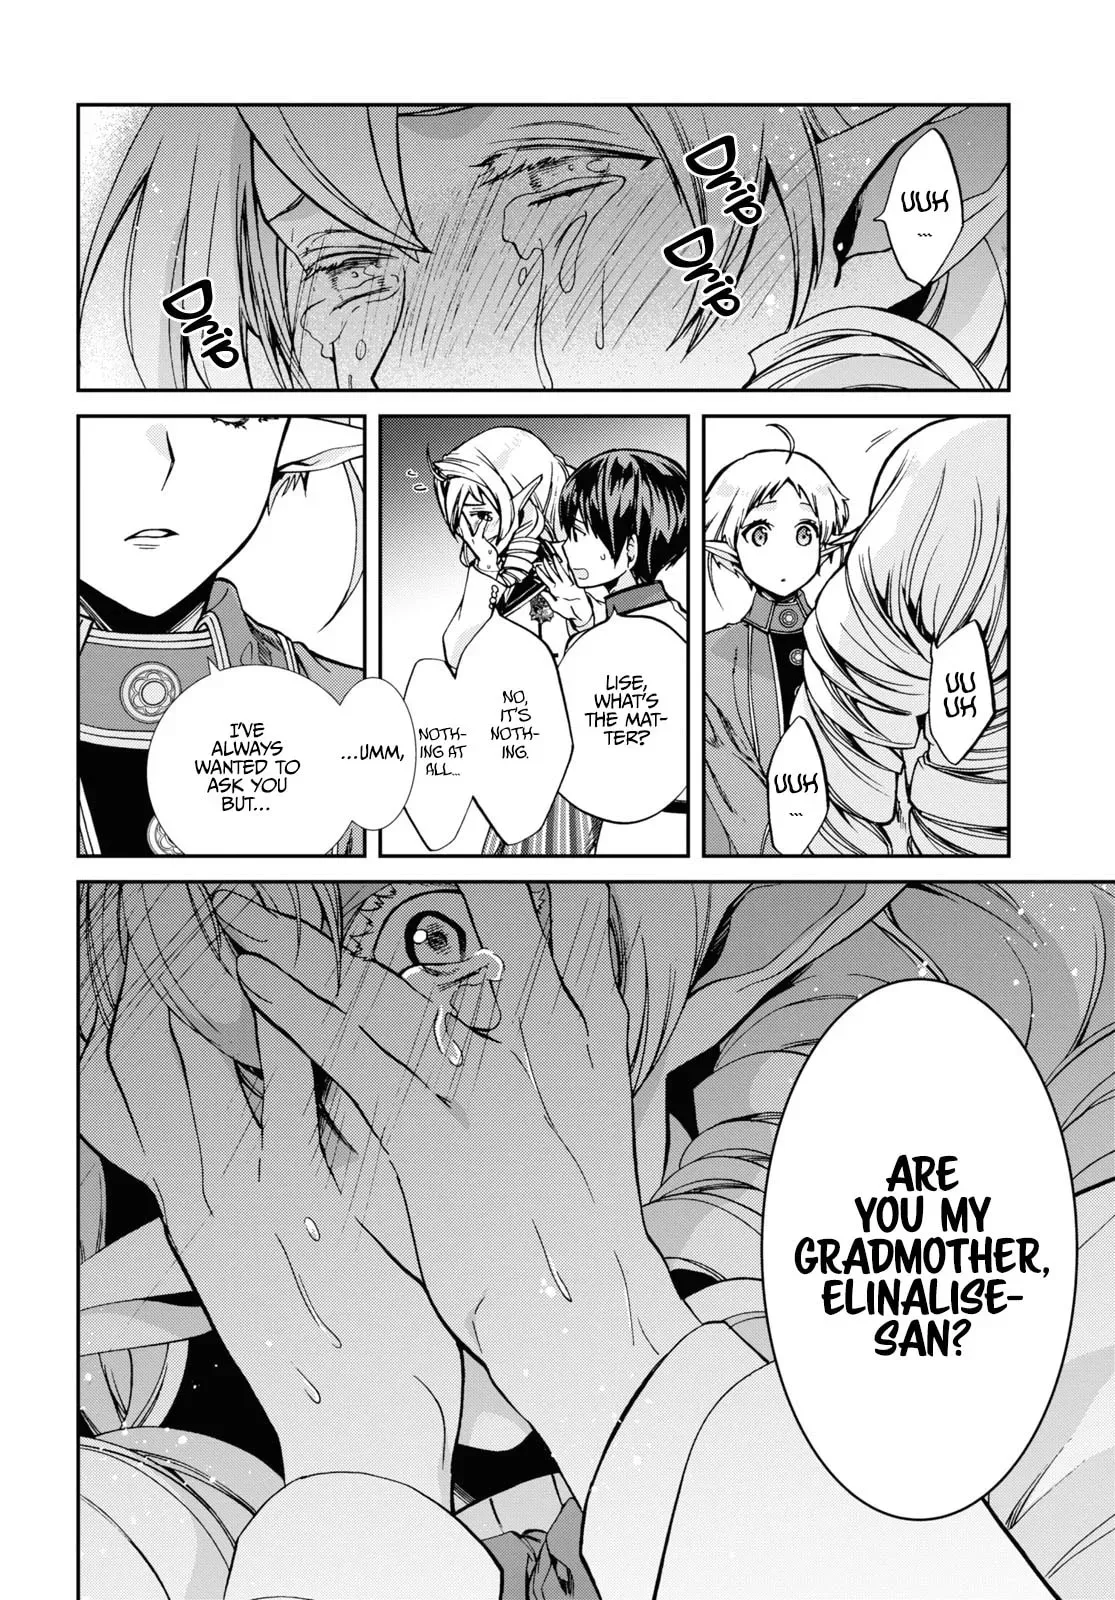 UUH
...
Drip
Drip
Drip
UU
UH
UUH
...
LISE,
WHAT'S
THE MAT-
TER?
NO,
IT'S
NOTH-
ING.
NOTH-
ING AT
ALL...
...UMM,
I'VE
ALWAYS
WANTED TO
ASK YOU
BUT...
ARE
YOU MY
GRADMOTHER,
ELINALISE-
SAN?